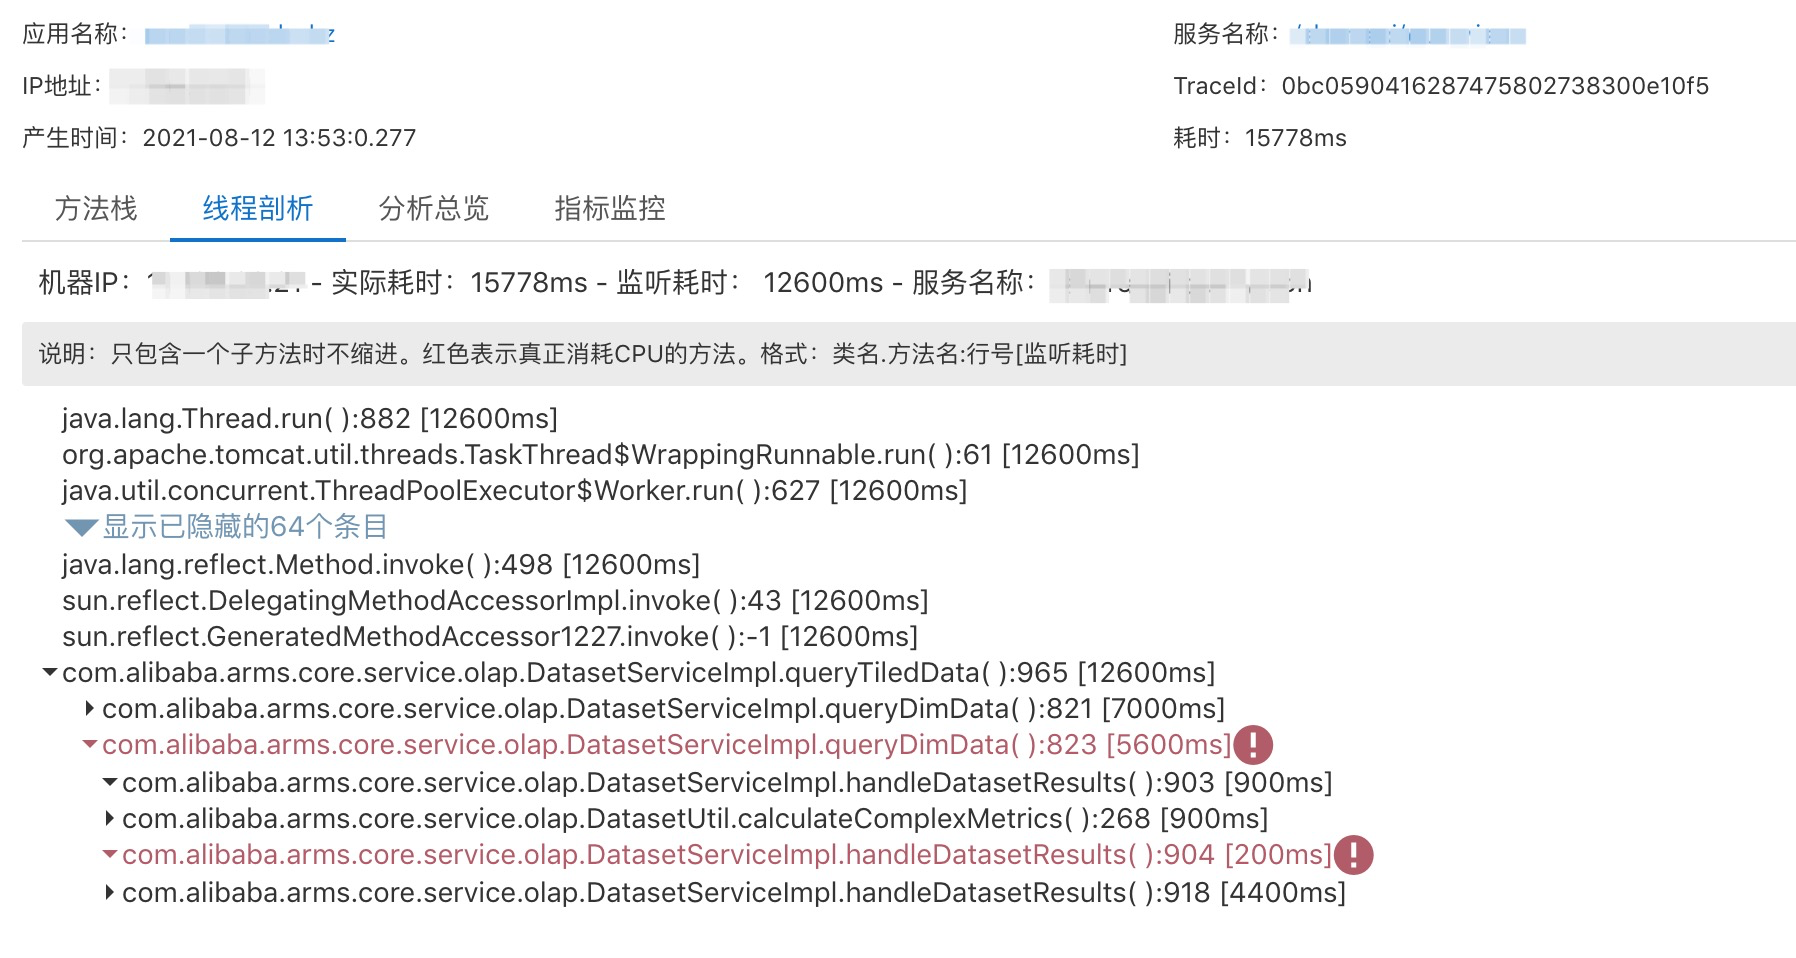 应用名称：
服务名称：
IP地址：
TraceId：0bc0590416287475802738300e10f5
产生时间：2021-08-12 13:53:0.277
耗时：15778ms
方法栈 线程剖析 分析总览 指标监控
机器IP： - 实际耗时：15778ms - 监听耗时： 12600ms - 服务名称：
说明：只包含一个子方法时不缩进。红色表示真正消耗CPU的方法。格式：类名.方法名:行号[监听耗时]
java.lang.Thread.run( ):882 [12600ms]
org.apache.tomcat.util.threads.TaskThread$WrappingRunnable.run( ):61 [12600ms]
java.util.concurrent.ThreadPoolExecutor$Worker.run( ):627 [12600ms]
显示已隐藏的64个条目
java.lang.reflect.Method.invoke( ):498 [12600ms]
sun.reflect.DelegatingMethodAccessorImpl.invoke( ):43 [12600ms]
sun.reflect.GeneratedMethodAccessor1227.invoke( ):-1 [12600ms]
com.alibaba.arms.core.service.olap.DatasetServiceImpl.queryTiledData( ):965 [12600ms]
com.alibaba.arms.core.service.olap.DatasetServiceImpl.queryDimData( ):821 [7000ms]
com.alibaba.arms.core.service.olap.DatasetServiceImpl.queryDimData( ):823 [5600ms]
com.alibaba.arms.core.service.olap.DatasetServiceImpl.handleDatasetResults( ):903 [900ms]
com.alibaba.arms.core.service.olap.DatasetUtil.calculateComplexMetrics( ):268 [900ms]
com.alibaba.arms.core.service.olap.DatasetServiceImpl.handleDatasetResults( ):904 [200ms]
com.alibaba.arms.core.service.olap.DatasetServiceImpl.handleDatasetResults( ):918 [4400ms]